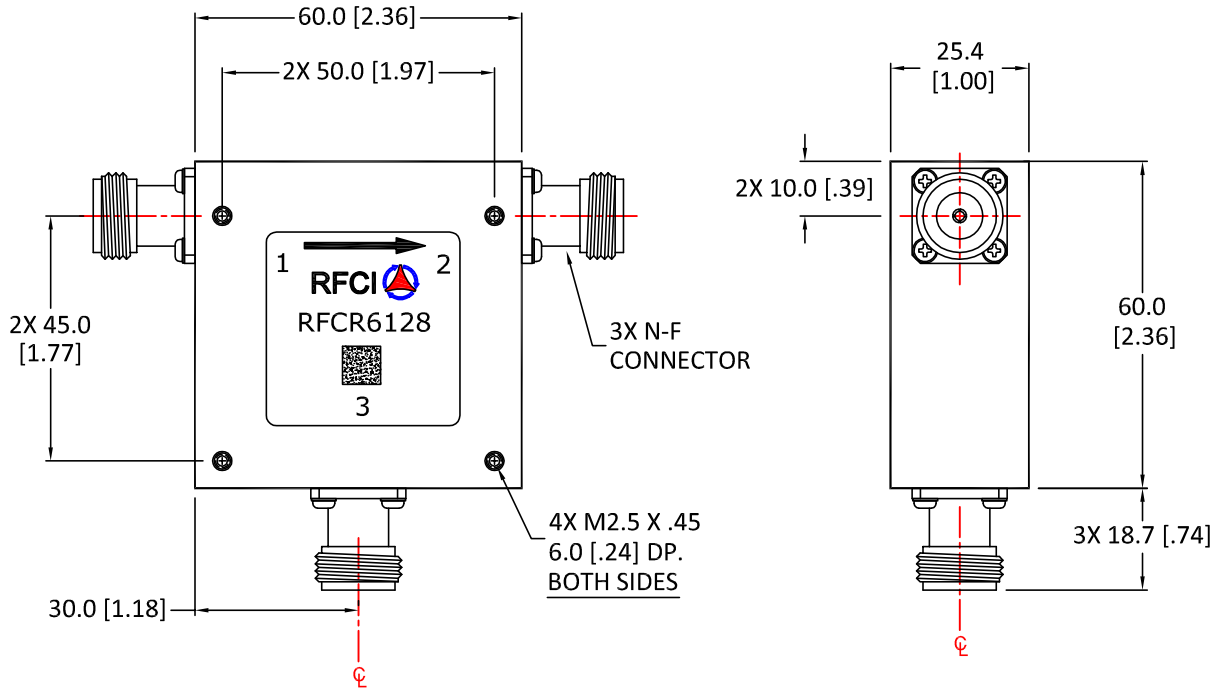 60.0 [2.36]
2X 50.0 [1.97]
25.4
[1.00]
2X 10.0 [.39]
1
2
RFCI
RFCR6128
3
2X 45.0
[1.77]
3X N-F
CONNECTOR
60.0
[2.36]
4X M2.5 X .45
6.0 [.24] DP.
BOTH SIDES
3X 18.7 [.74]
30.0 [1.18]
℄
℄